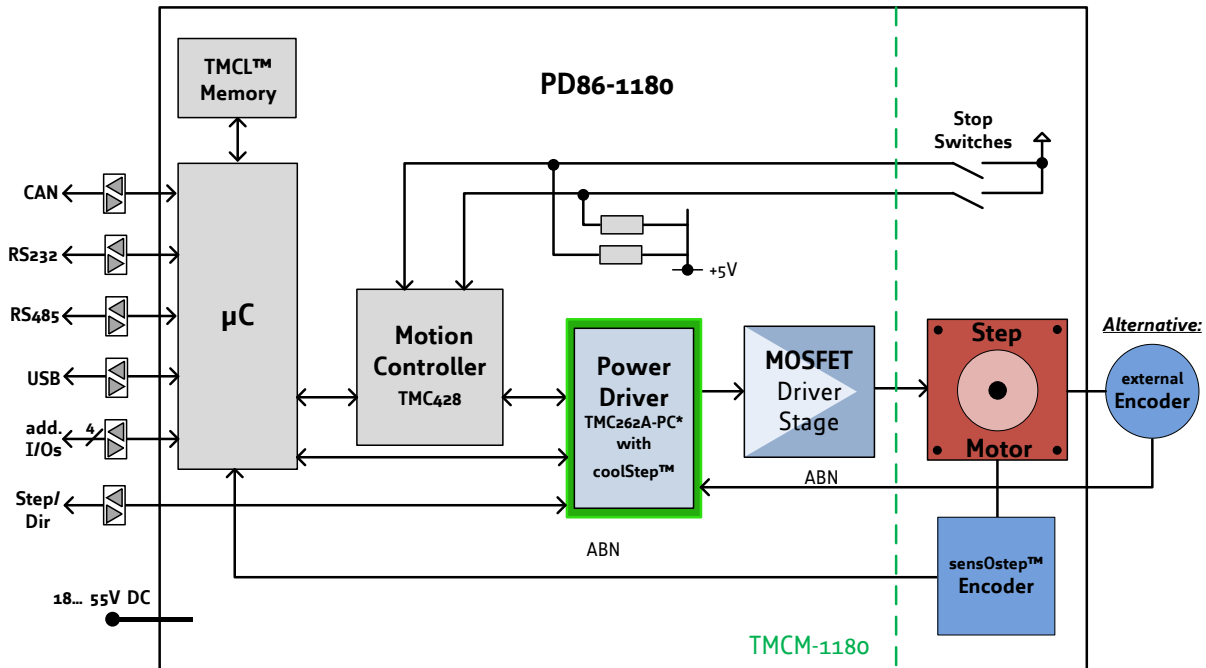 TMCL™
Memory
PD86-1180
Stop
Switches
CAN
RS232
RS485
USB
4
add.
I/Os
Step/
Dir
µC
+5V
Motion
Controller
TMC428
Power
Driver
TMC262A-PC*
with
coolStep™
MOSFET
Driver
Stage
Step
Motor
Alternative:
external
Encoder
ABN
ABN
sensOstep™
Encoder
18... 55V DC
TMCM-1180